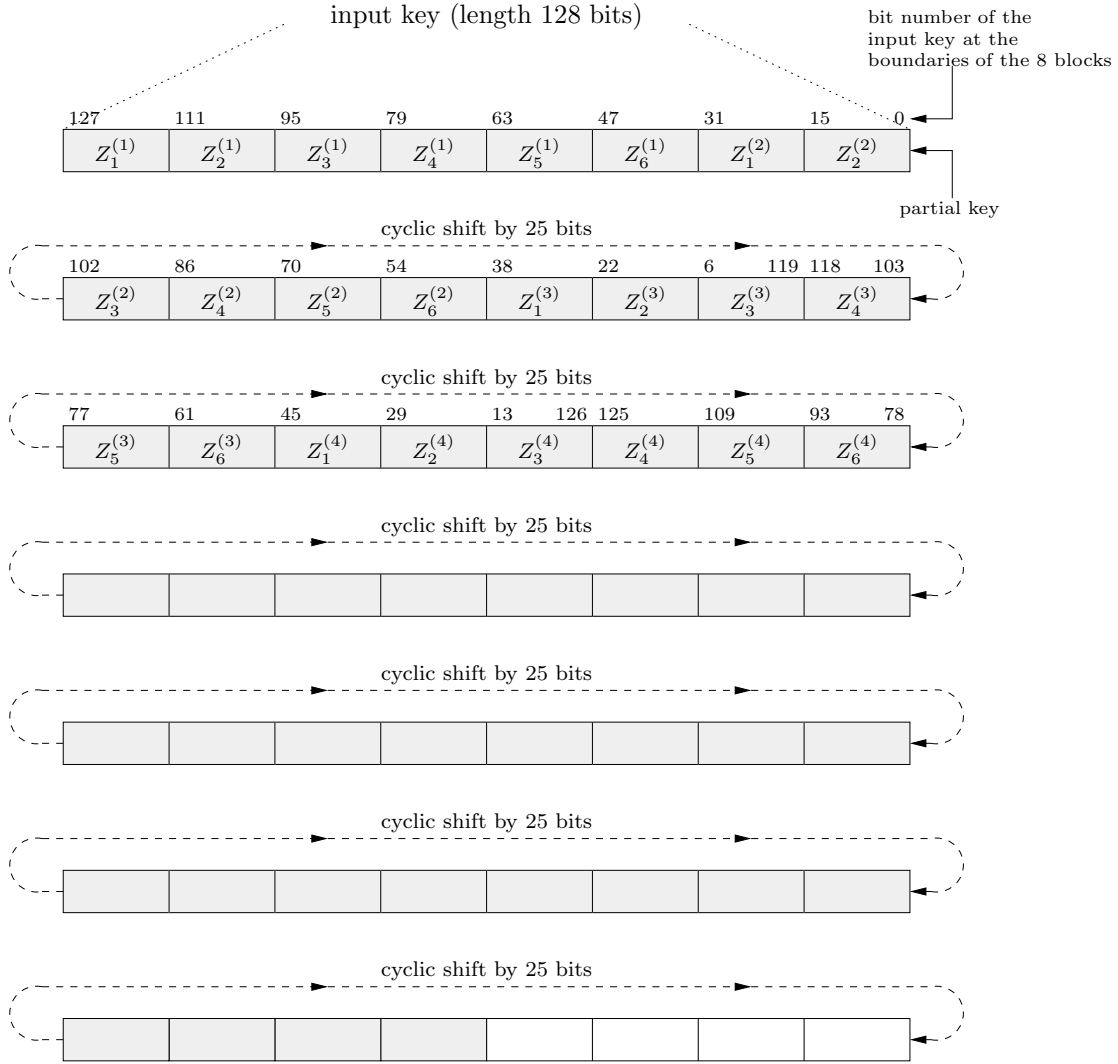 input key (length 128 bits)
bit number of the
input key at the
boundaries of the 8 blocks
127 111 95 79 63 47 31 15 0
Z_1^{(1)} Z_2^{(1)} Z_3^{(1)} Z_4^{(1)} Z_5^{(1)} Z_6^{(1)} Z_1^{(2)} Z_2^{(2)}
partial key
cyclic shift by 25 bits
102 86 70 54 38 22 6 119 118 103
Z_3^{(2)} Z_4^{(2)} Z_5^{(2)} Z_6^{(2)} Z_1^{(3)} Z_2^{(3)} Z_3^{(3)} Z_4^{(3)}
cyclic shift by 25 bits
77 61 45 29 13 126 125 109 93 78
Z_5^{(3)} Z_6^{(3)} Z_1^{(4)} Z_2^{(4)} Z_3^{(4)} Z_4^{(4)} Z_5^{(4)} Z_6^{(4)}
cyclic shift by 25 bits
cyclic shift by 25 bits
cyclic shift by 25 bits
cyclic shift by 25 bits